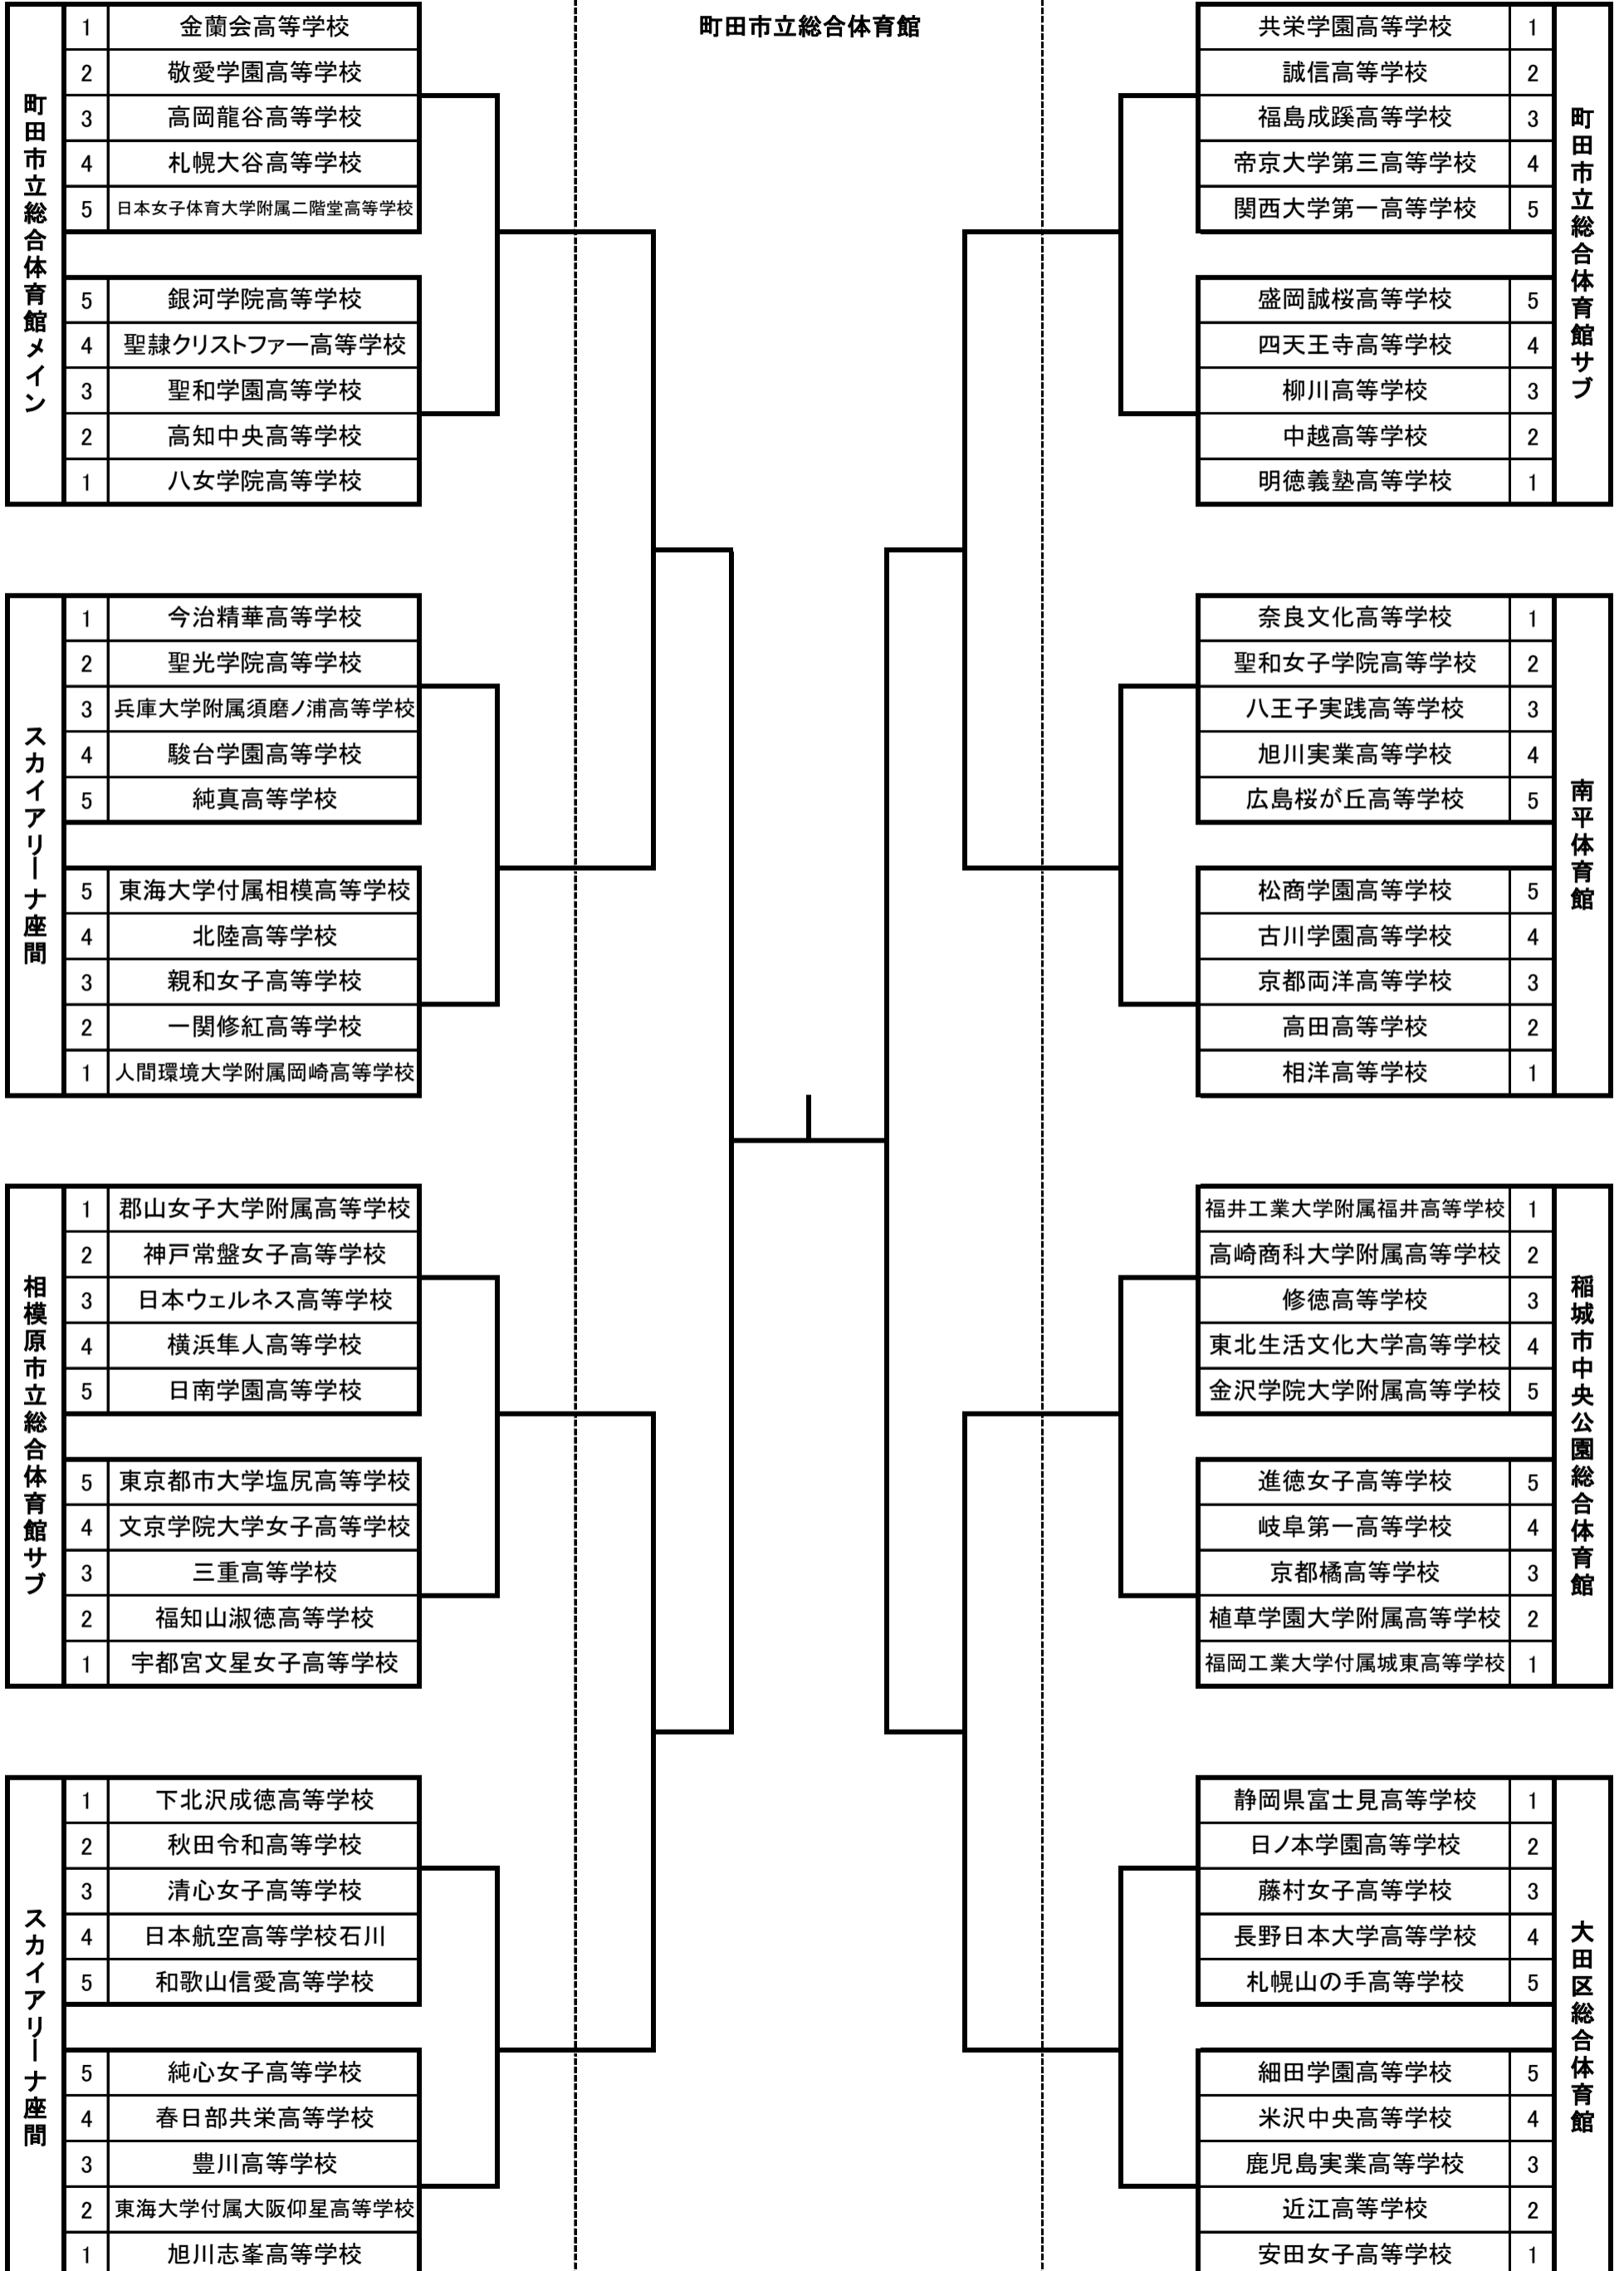 町田市立総合体育館
町田市立総合体育館メイン
1 金蘭会高等学校
2 敬愛学園高等学校
3 高岡龍谷高等学校
4 札幌大谷高等学校
5 日本女子体育大学附属二階堂高等学校
5 銀河学院高等学校
4 聖隷クリストファー高等学校
3 聖和学園高等学校
2 高知中央高等学校
1 八女学院高等学校
スカイアリーナ座間
1 今治精華高等学校
2 聖光学院高等学校
3 兵庫大学附属須磨ノ浦高等学校
4 駿台学園高等学校
5 純真高等学校
5 東海大学付属相模高等学校
4 北陸高等学校
3 親和女子高等学校
2 一関修紅高等学校
1 人間環境大学附属岡崎高等学校
相模原市立総合体育館サブ
1 郡山女子大学附属高等学校
2 神戸常盤女子高等学校
3 日本ウェルネス高等学校
4 横浜隼人高等学校
5 日南学園高等学校
5 東京都市大学塩尻高等学校
4 文京学院大学女子高等学校
3 三重高等学校
2 福知山淑徳高等学校
1 宇都宮文星女子高等学校
スカイアリーナ座間
1 下北沢成徳高等学校
2 秋田令和高等学校
3 清心女子高等学校
4 日本航空高等学校石川
5 和歌山信愛高等学校
5 純心女子高等学校
4 春日部共栄高等学校
3 豊川高等学校
2 東海大学付属大阪仰星高等学校
1 旭川志峯高等学校
共栄学園高等学校 1
誠信高等学校 2
福島成蹊高等学校 3
帝京大学第三高等学校 4
関西大学第一高等学校 5
盛岡誠桜高等学校 5
四天王寺高等学校 4
柳川高等学校 3
中越高等学校 2
明徳義塾高等学校 1
町田市立総合体育館サブ
奈良文化高等学校 1
聖和女子学院高等学校 2
八王子実践高等学校 3
旭川実業高等学校 4
広島桜が丘高等学校 5
松商学園高等学校 5
古川学園高等学校 4
京都両洋高等学校 3
高田高等学校 2
相洋高等学校 1
南平体育館
福井工業大学附属福井高等学校 1
高崎商科大学附属高等学校 2
修徳高等学校 3
東北生活文化大学高等学校 4
金沢学院大学附属高等学校 5
進徳女子高等学校 5
岐阜第一高等学校 4
京都橘高等学校 3
植草学園大学附属高等学校 2
福岡工業大学付属城東高等学校 1
稲城市中央公園総合体育館
静岡県富士見高等学校 1
日ノ本学園高等学校 2
藤村女子高等学校 3
長野日本大学高等学校 4
札幌山の手高等学校 5
細田学園高等学校 5
米沢中央高等学校 4
鹿児島実業高等学校 3
近江高等学校 2
安田女子高等学校 1
大田区総合体育館